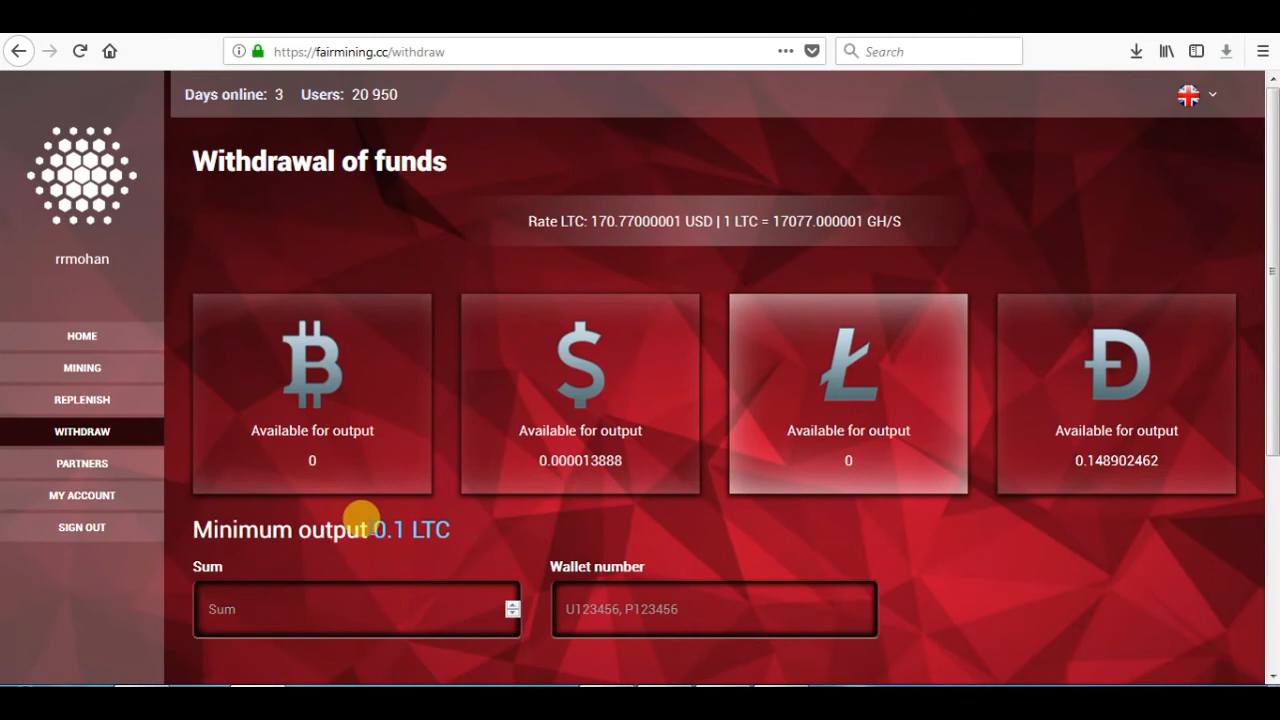 https://fairmining.cc/withdraw
Search
Days online: 3 Users: 20 950
rrmohan
HOME
MINING
REPLENISH
WITHDRAW
PARTNERS
MY ACCOUNT
SIGN OUT
Withdrawal of funds
Rate LTC: 170.77000001 USD | 1 LTC = 17077.000001 GH/S
Available for output
0
Available for output
0.000013888
Available for output
0
Available for output
0.148902462
Minimum output 0.1 LTC
Sum
Sum
Wallet number
U123456, P123456